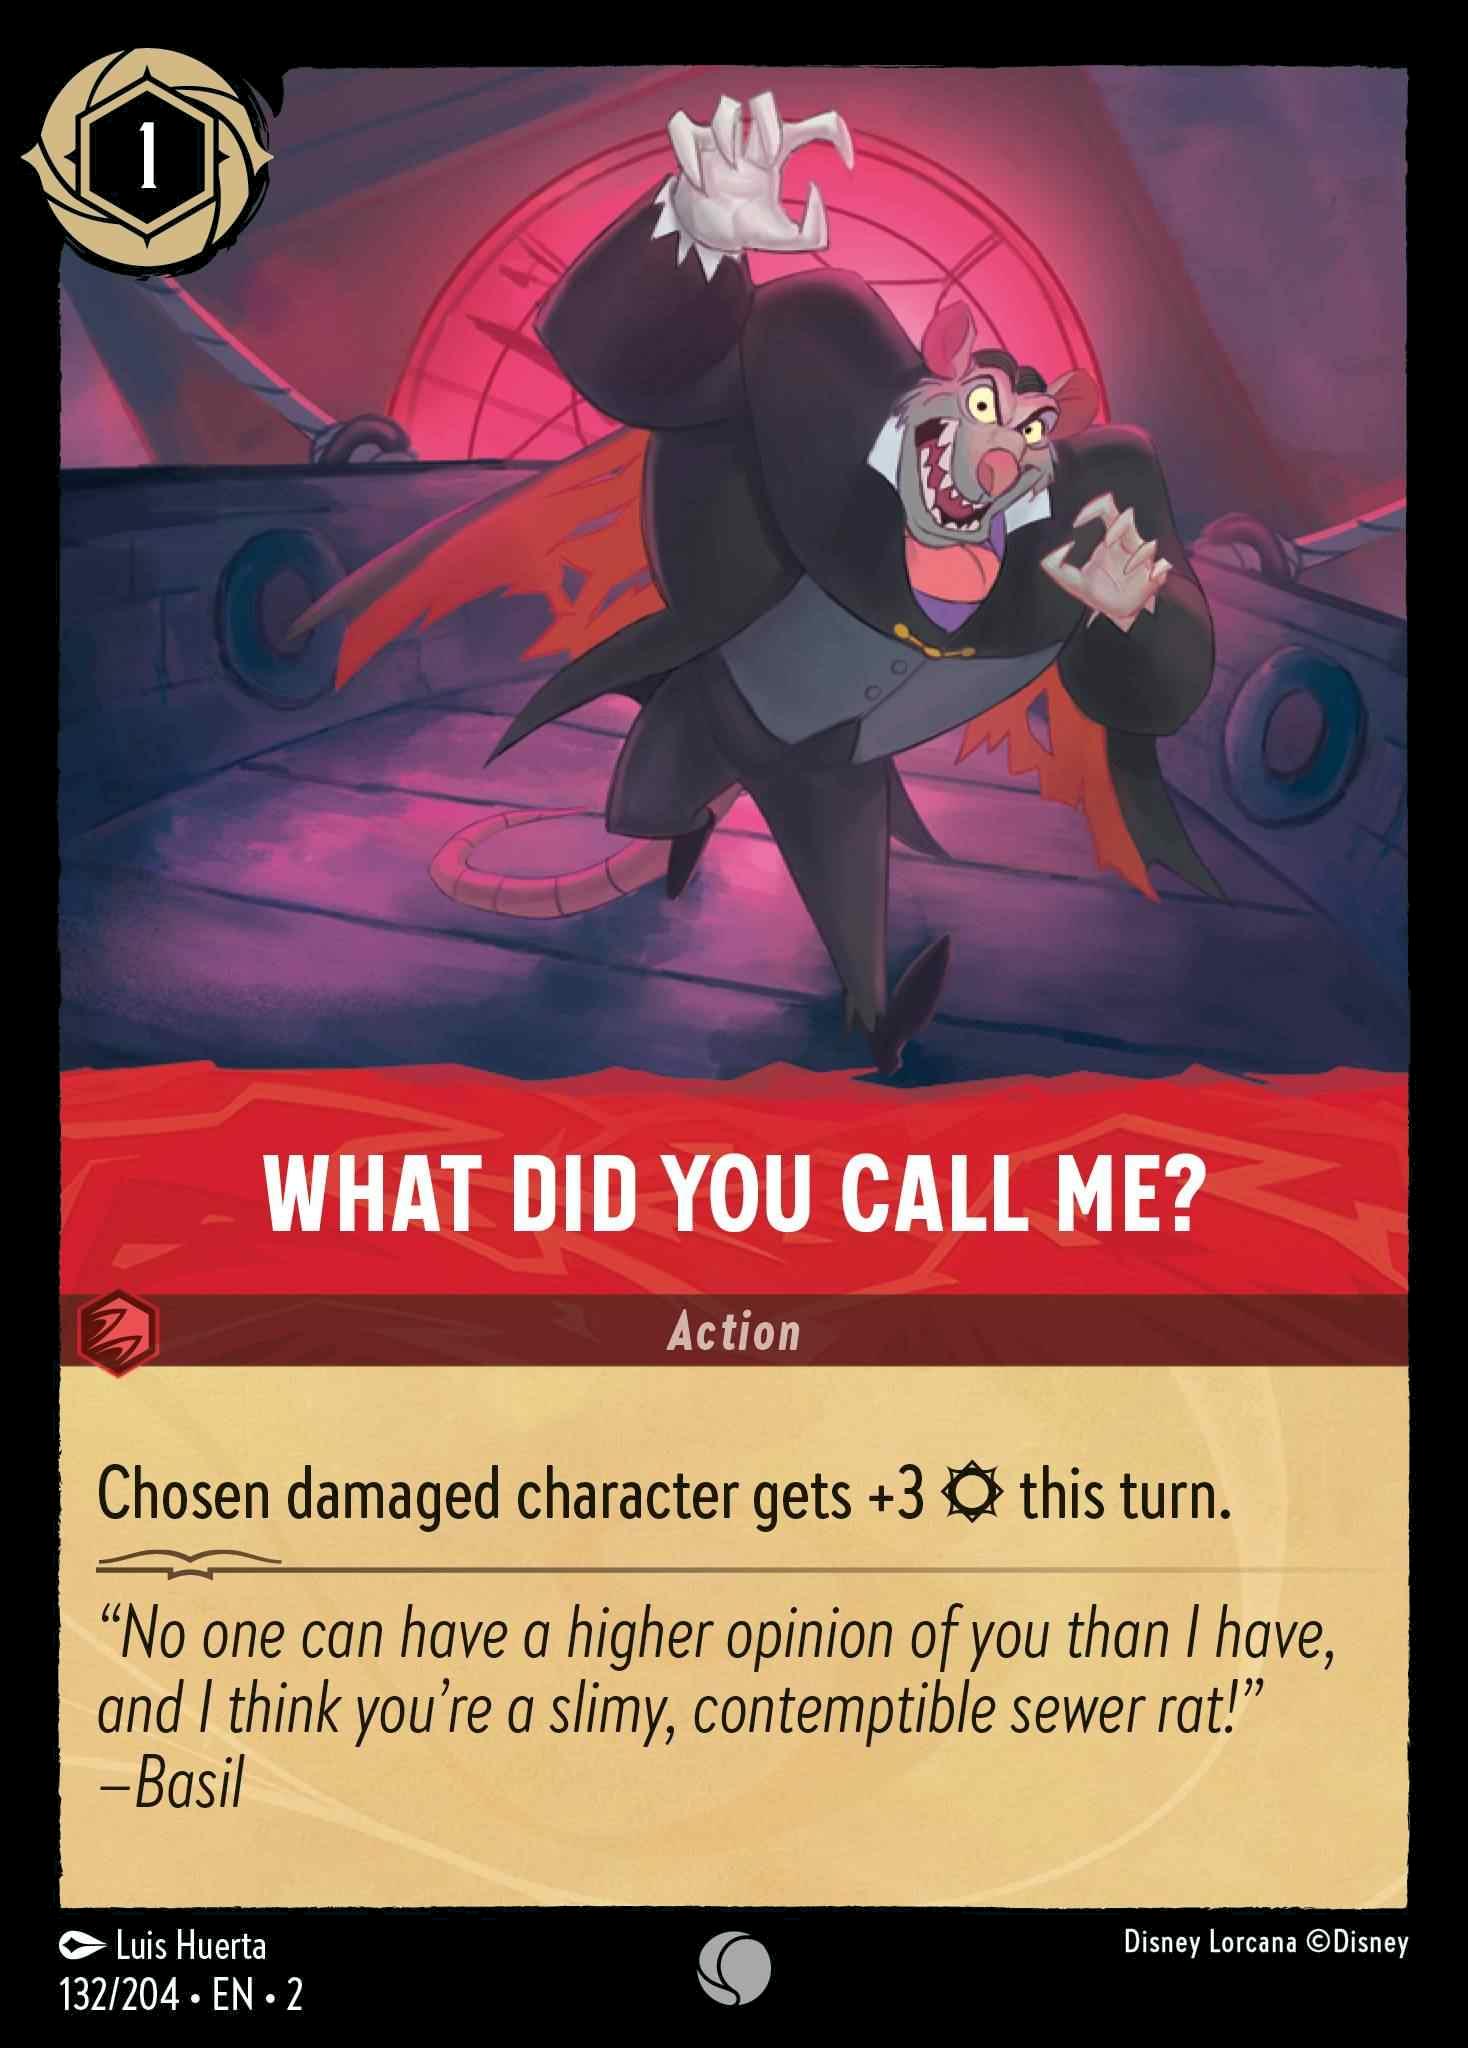 1
WHAT DID YOU CALL ME?
Action
Chosen damaged character gets +3 this turn.
“No one can have a higher opinion of you than I have,
and I think you’re a slimy, contemptible sewer rat!”
–Basil
Luis Huerta
Disney Lorcana ©Disney
132/204 • EN • 2